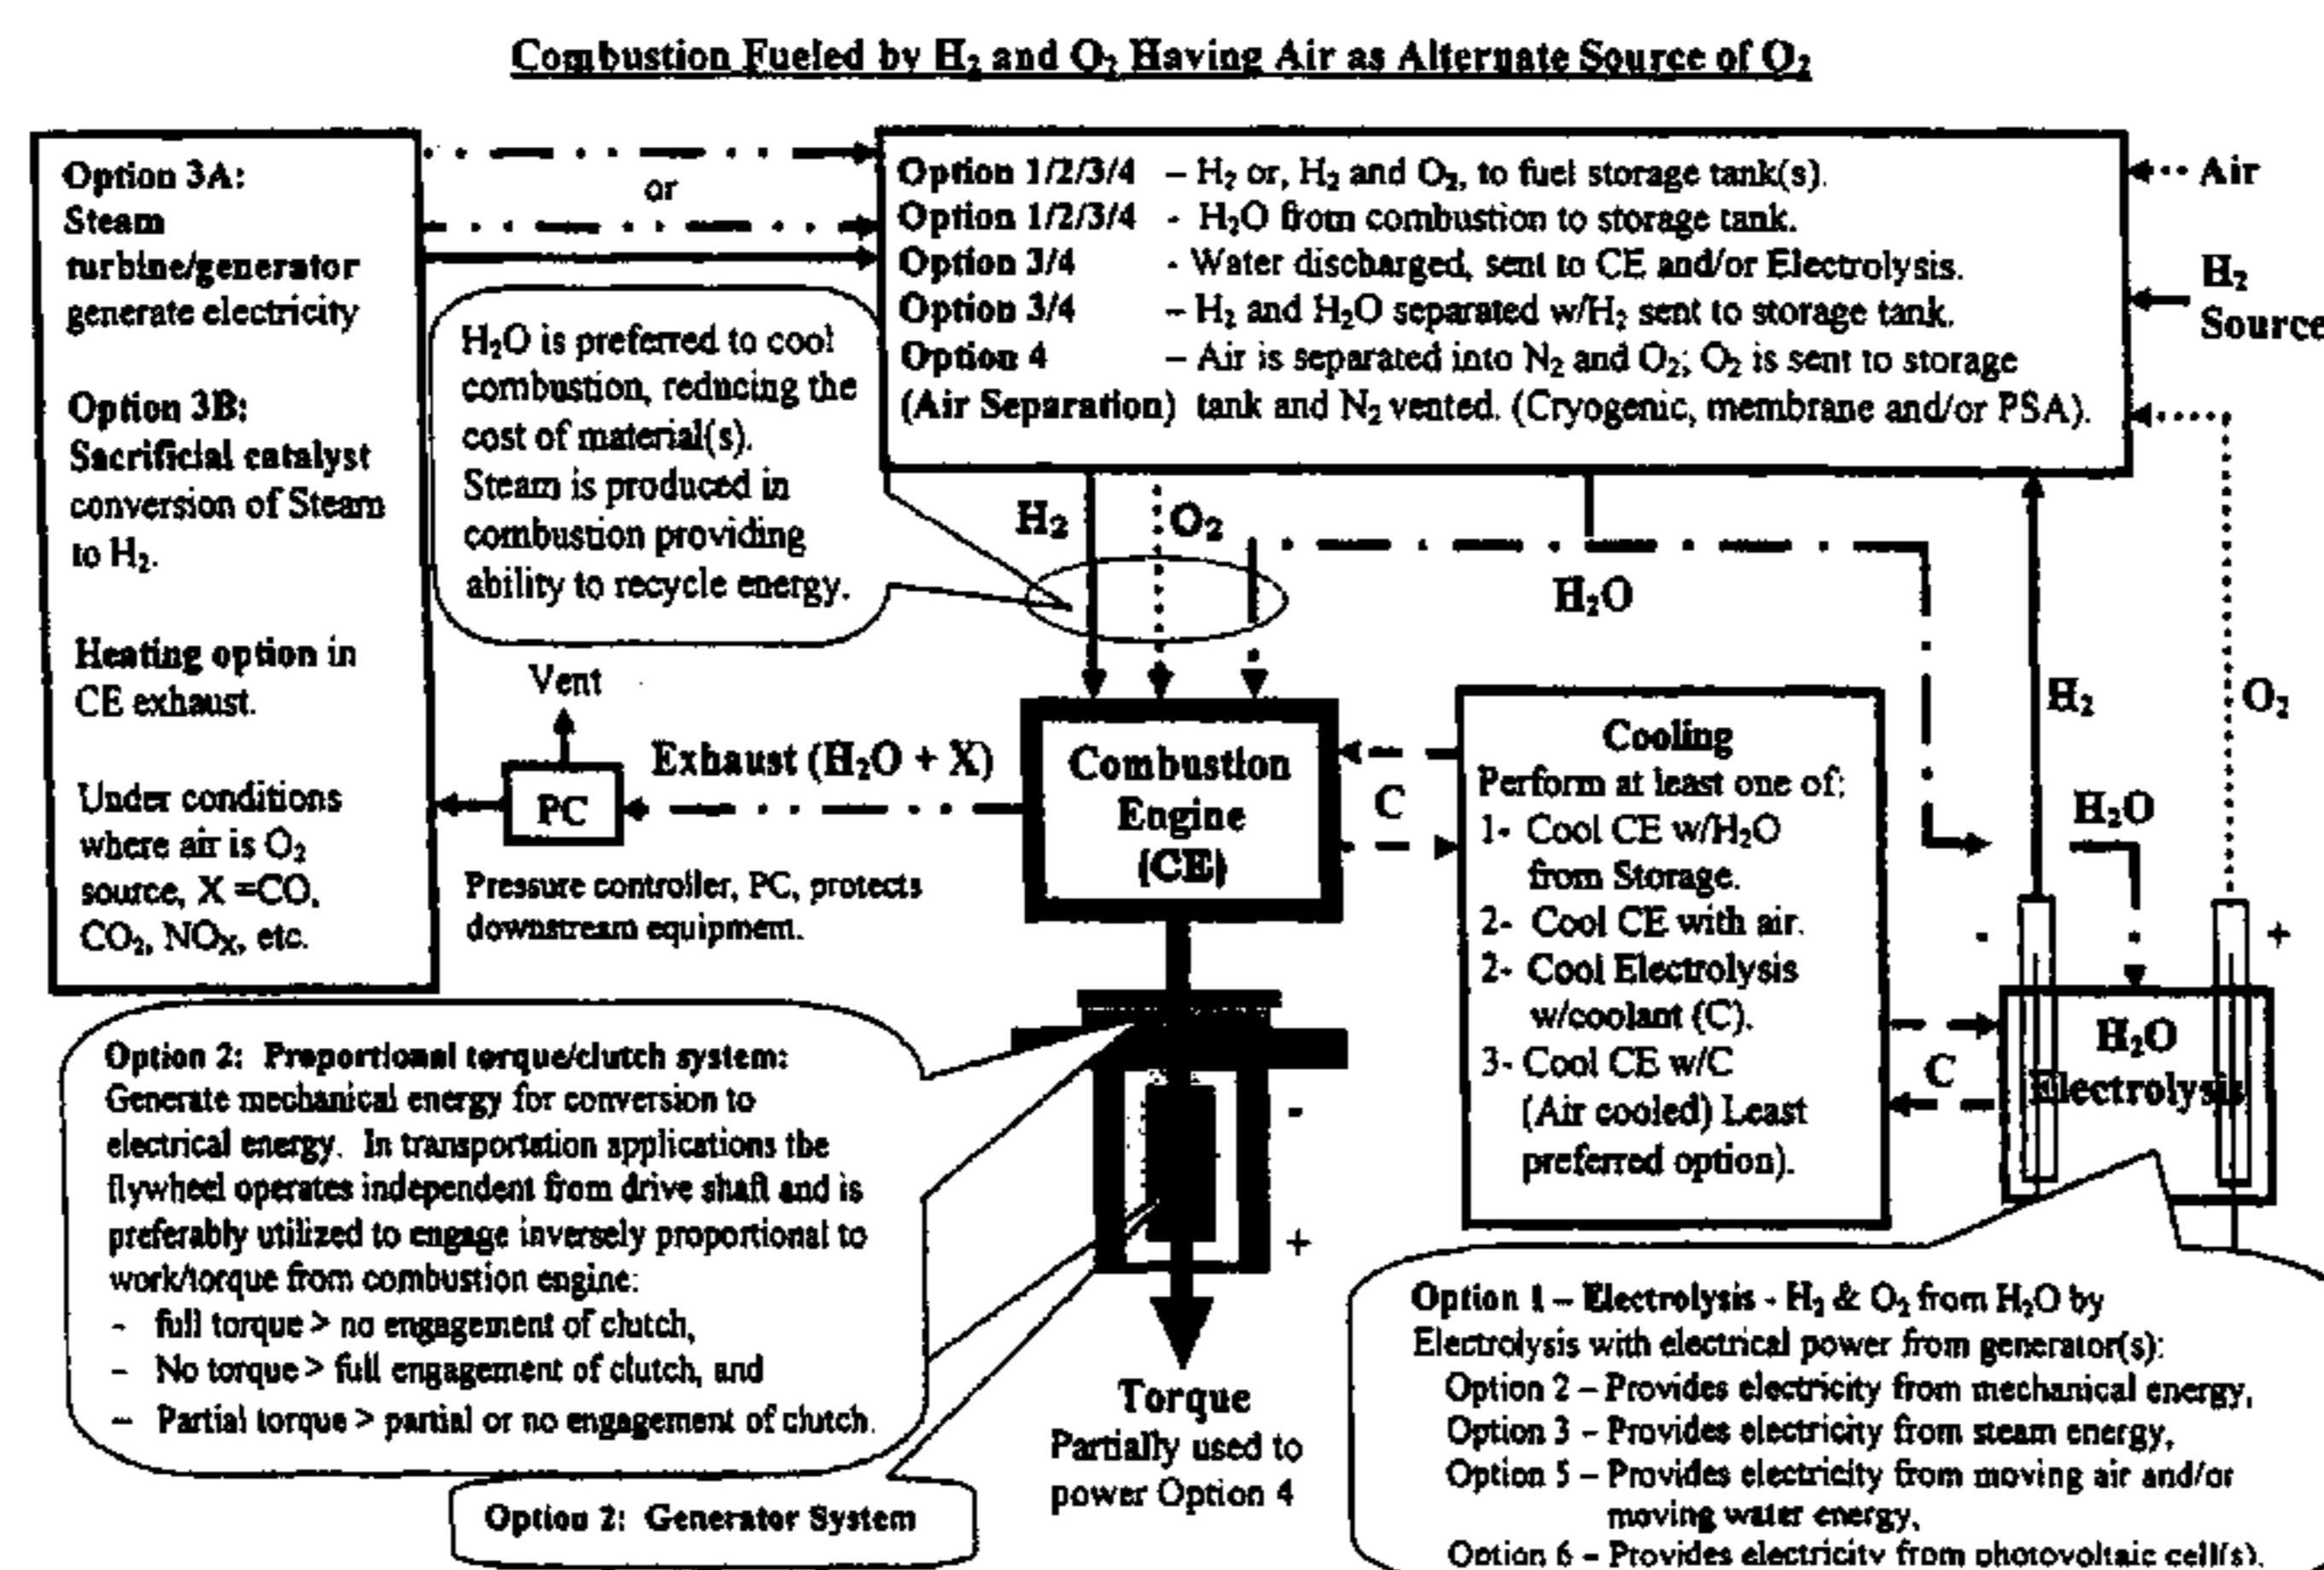 Combustion Fueled by H₂ and O₂ Having Air as Alternate Source of O₂
Option 3A:
Steam
turbine/generator
generate electricity
Option 3B:
Sacrificial catalyst
conversion of Steam
to H₂.
Heating option in
CE exhaust.
Under conditions
where air is O₂
source, X =CO,
CO₂, NOX, etc.
or
Option 1/2/3/4 – H₂ or, H₂ and O₂, to fuel storage tank(s).
Option 1/2/3/4 - H₂O from combustion to storage tank.
Option 3/4 - Water discharged, sent to CE and/or Electrolysis.
Option 3/4 – H₂ and H₂O separated w/H₂ sent to storage tank.
Option 4 – Air is separated into N₂ and O₂; O₂ is sent to storage
(Air Separation) tank and N₂ vented. (Cryogenic, membrane and/or PSA).
Air
H₂
Source
H₂O is preferred to cool
combustion, reducing the
cost of material(s).
Steam is produced in
combustion providing
ability to recycle energy.
H₂
O₂
H₂O
Vent
PC
Exhaust (H₂O + X)
Pressure controller, PC, protects
downstream equipment.
Combustion
Engine
(CE)
C
Cooling
Perform at least one of:
1- Cool CE w/H₂O
from Storage.
2- Cool CE with air.
2- Cool Electrolysis
w/coolant (C).
3- Cool CE w/C
(Air cooled) Least
preferred option).
H₂
O₂
H₂O
-
+
H₂O
Electrolysis
C
Option 2: Proportional torque/clutch system:
Generate mechanical energy for conversion to
electrical energy. In transportation applications the
flywheel operates independent from drive shaft and is
preferably utilized to engage inversely proportional to
work/torque from combustion engine:
- full torque > no engagement of clutch,
– No torque > full engagement of clutch, and
– Partial torque > partial or no engagement of clutch.
-
+
Option 2: Generator System
Torque
Partially used to
power Option 4
Option 1 – Electrolysis - H₂ & O₂ from H₂O by
Electrolysis with electrical power from generator(s):
Option 2 – Provides electricity from mechanical energy,
Option 3 – Provides electricity from steam energy,
Option 5 – Provides electricity from moving air and/or
moving water energy,
Option 6 – Provides electricity from photovoltaic cell(s).